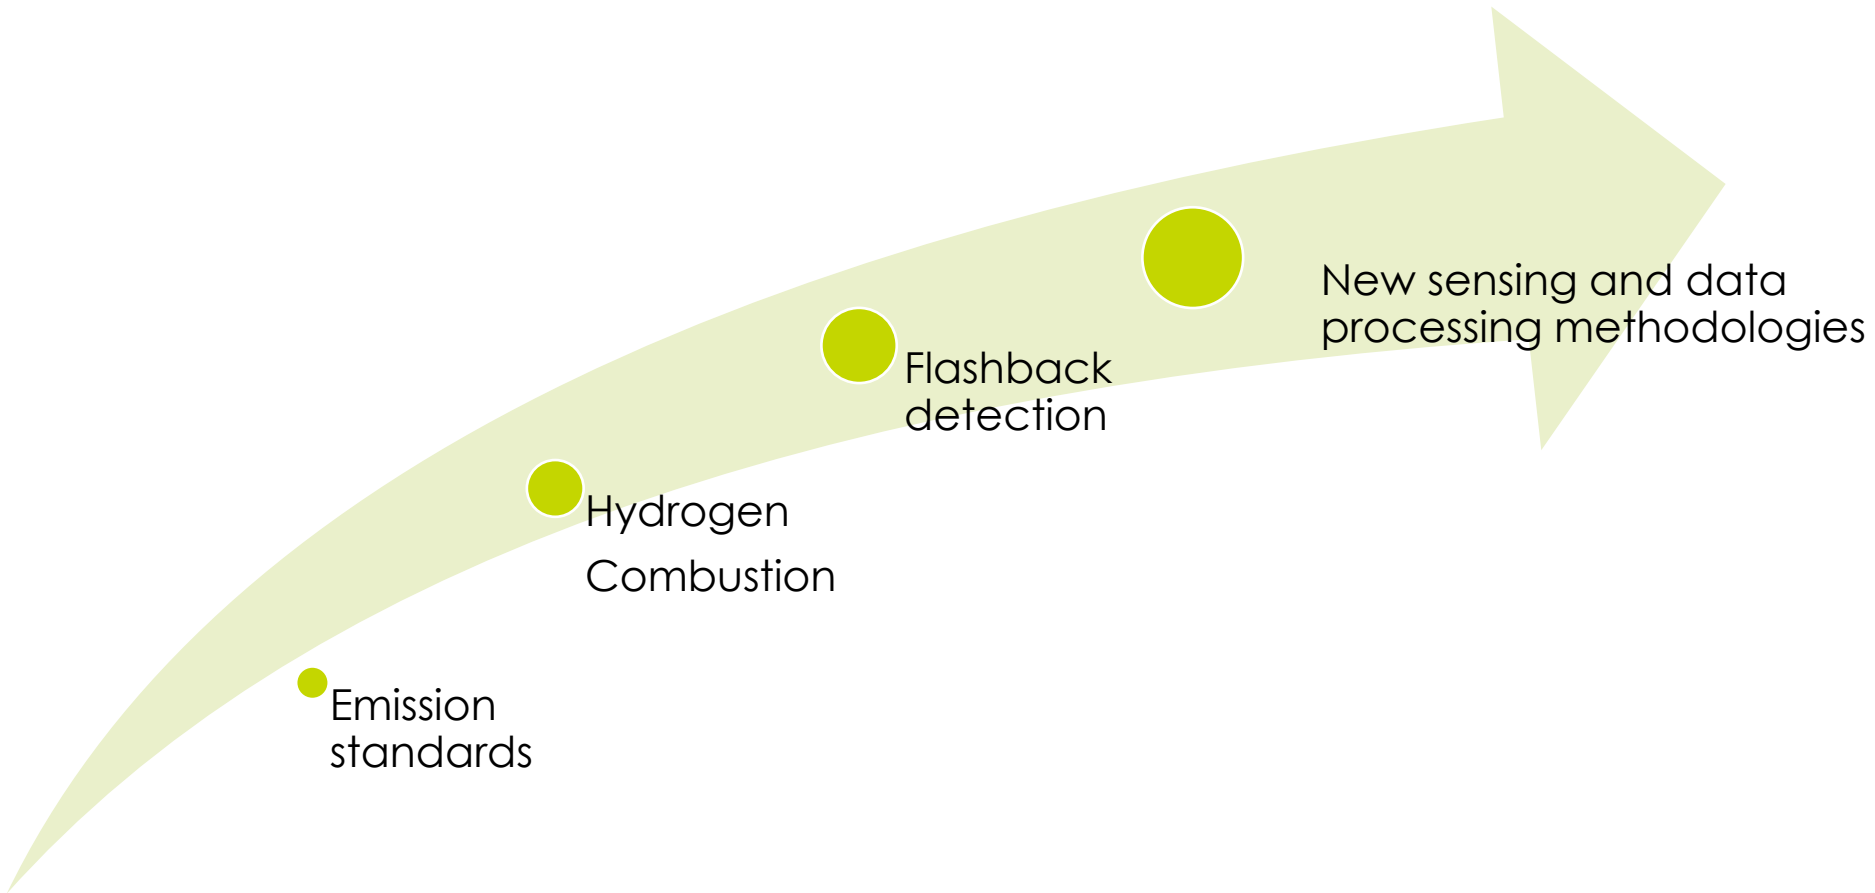 New sensing and data
processing methodologies
Flashback
detection
Hydrogen
Combustion
Emission
standards